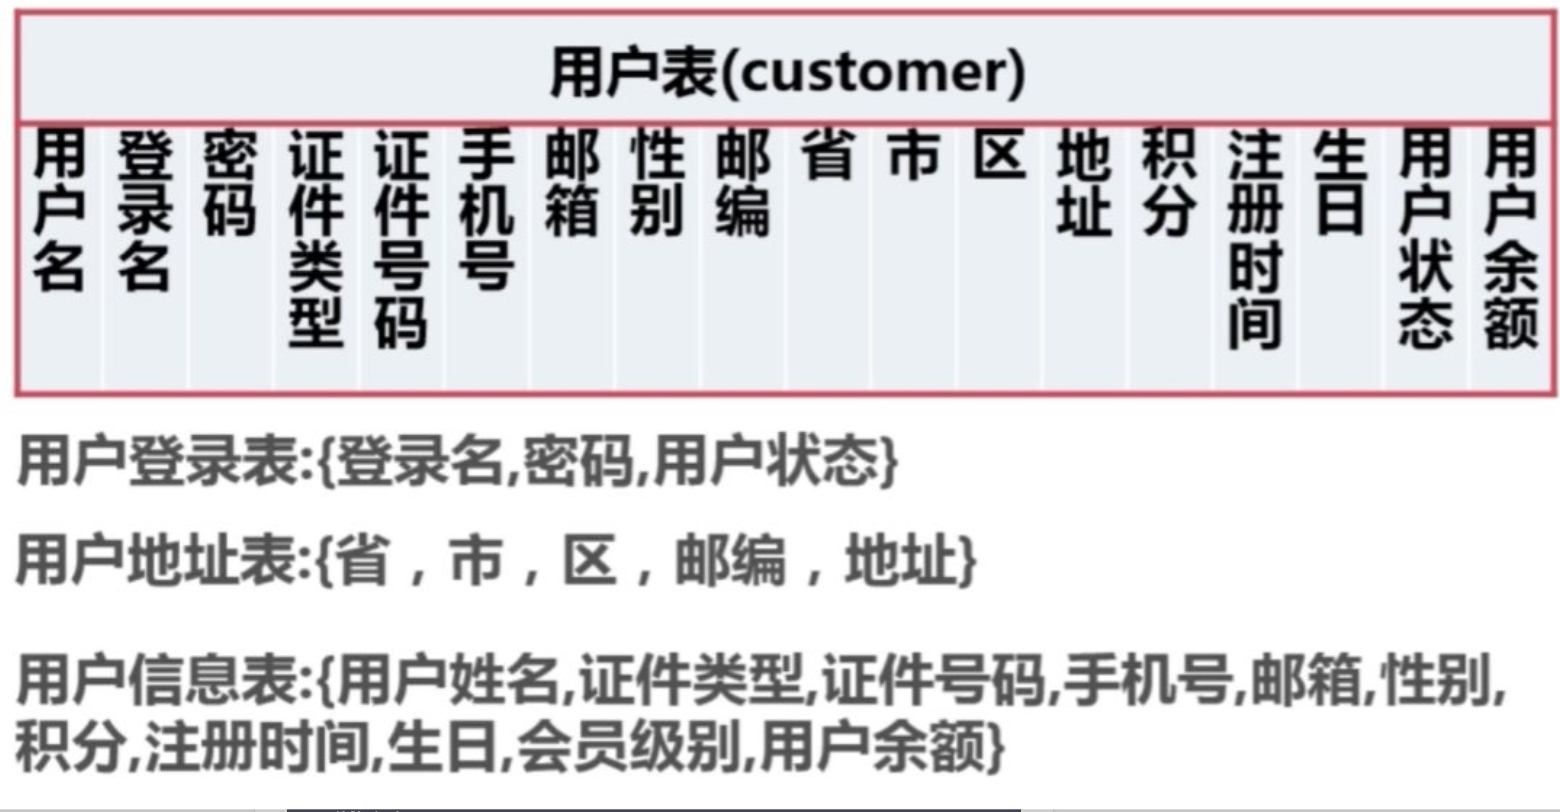 用户表(customer)
用户名
登录名
密码
证件类型
证件号码
手机号
邮箱
性别
邮编
省
市
区
地址
积分
注册时间
生日
用户状态
用户余额
用户登录表:{登录名,密码,用户状态}
用户地址表:{省，市，区，邮编，地址}
用户信息表:{用户姓名,证件类型,证件号码,手机号,邮箱,性别,
积分,注册时间,生日,会员级别,用户余额}